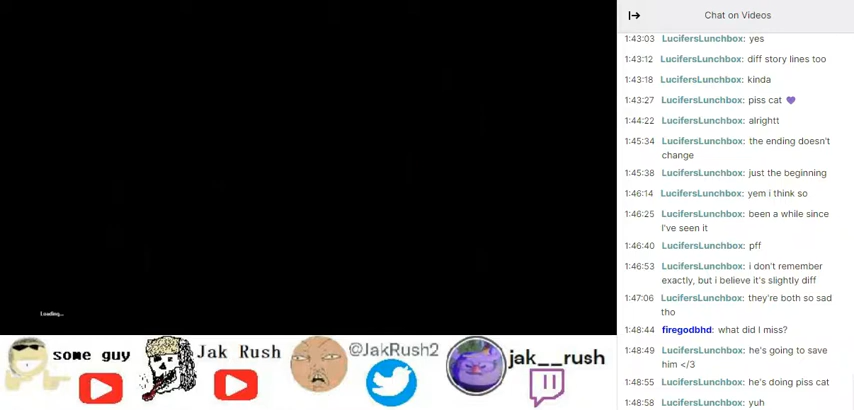 Chat on Videos
1:43:03 LucifersLunchbox: yes
1:43:12 LucifersLunchbox: diff story lines too
1:43:18 LucifersLunchbox: kinda
1:43:27 LucifersLunchbox: piss cat 💜
1:44:22 LucifersLunchbox: alrightt
1:45:34 LucifersLunchbox: the ending doesn't
change
1:45:38 LucifersLunchbox: just the beginning
1:46:14 LucifersLunchbox: yem i think so
1:46:25 LucifersLunchbox: been a while since
I've seen it
1:46:40 LucifersLunchbox: pff
1:46:53 LucifersLunchbox: i don't remember
exactly, but i believe it's slightly diff
1:47:06 LucifersLunchbox: they're both so sad
tho
1:48:44 firegodbhd: what did I miss?
1:48:49 LucifersLunchbox: he's going to save
him </3
1:48:55 LucifersLunchbox: he's doing piss cat
1:48:58 LucifersLunchbox: yuh
Loading...
some guy
Jak Rush
@JakRush2
jak__rush